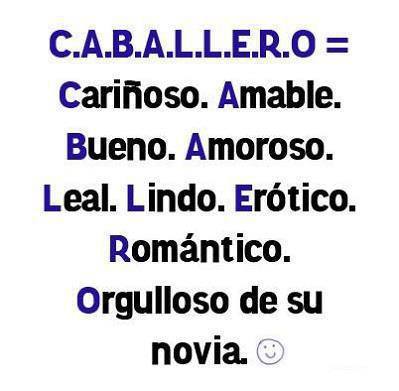 C.A.B.A.L.L.E.R.O =
Cariñoso. Amable.
Bueno. Amoroso.
Leal. Lindo. Erótico.
Romántico.
Orgulloso de su
novia.